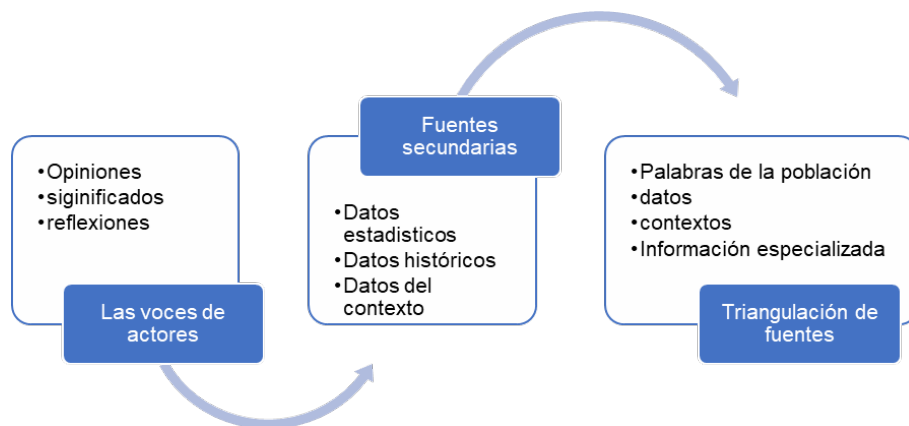 •Opiniones
•siginificados
•reflexiones
Las voces de
actores
Fuentes
secundarias
•Datos
estadisticos
•Datos históricos
•Datos del
contexto
•Palabras de la población
•datos
•contextos
•Información especializada
Triangulación de
fuentes